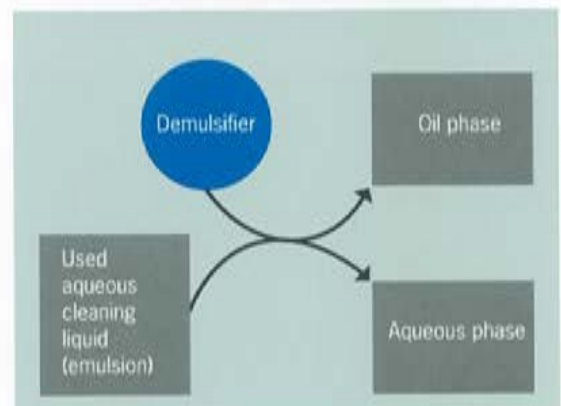 Demulsifier
Oil phase
Used
aqueous
cleaning
liquid
(emulsion)
Aqueous phase